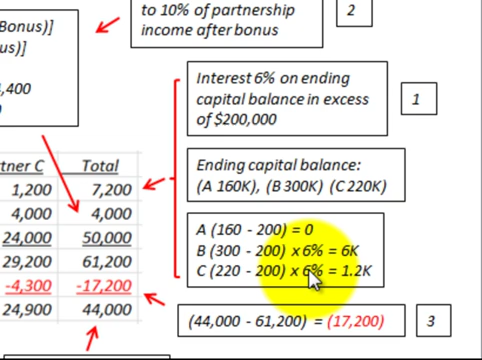 Bonus)]
us)]
,400
to 10% of partnership
income after bonus
2
Interest 6% on ending
capital balance in excess
of $200,000
1
Ending capital balance:
(A 160K), (B 300K) (C 220K)
A (160 - 200) = 0
B (300 - 200) x 6% = 6K
C (220 - 200) x 6% = 1.2K
(44,000 - 61,200) = (17,200)
3
tner C Total
1,200 7,200
4,000 4,000
24,000 50,000
29,200 61,200
-4,300 -17,200
24,900 44,000